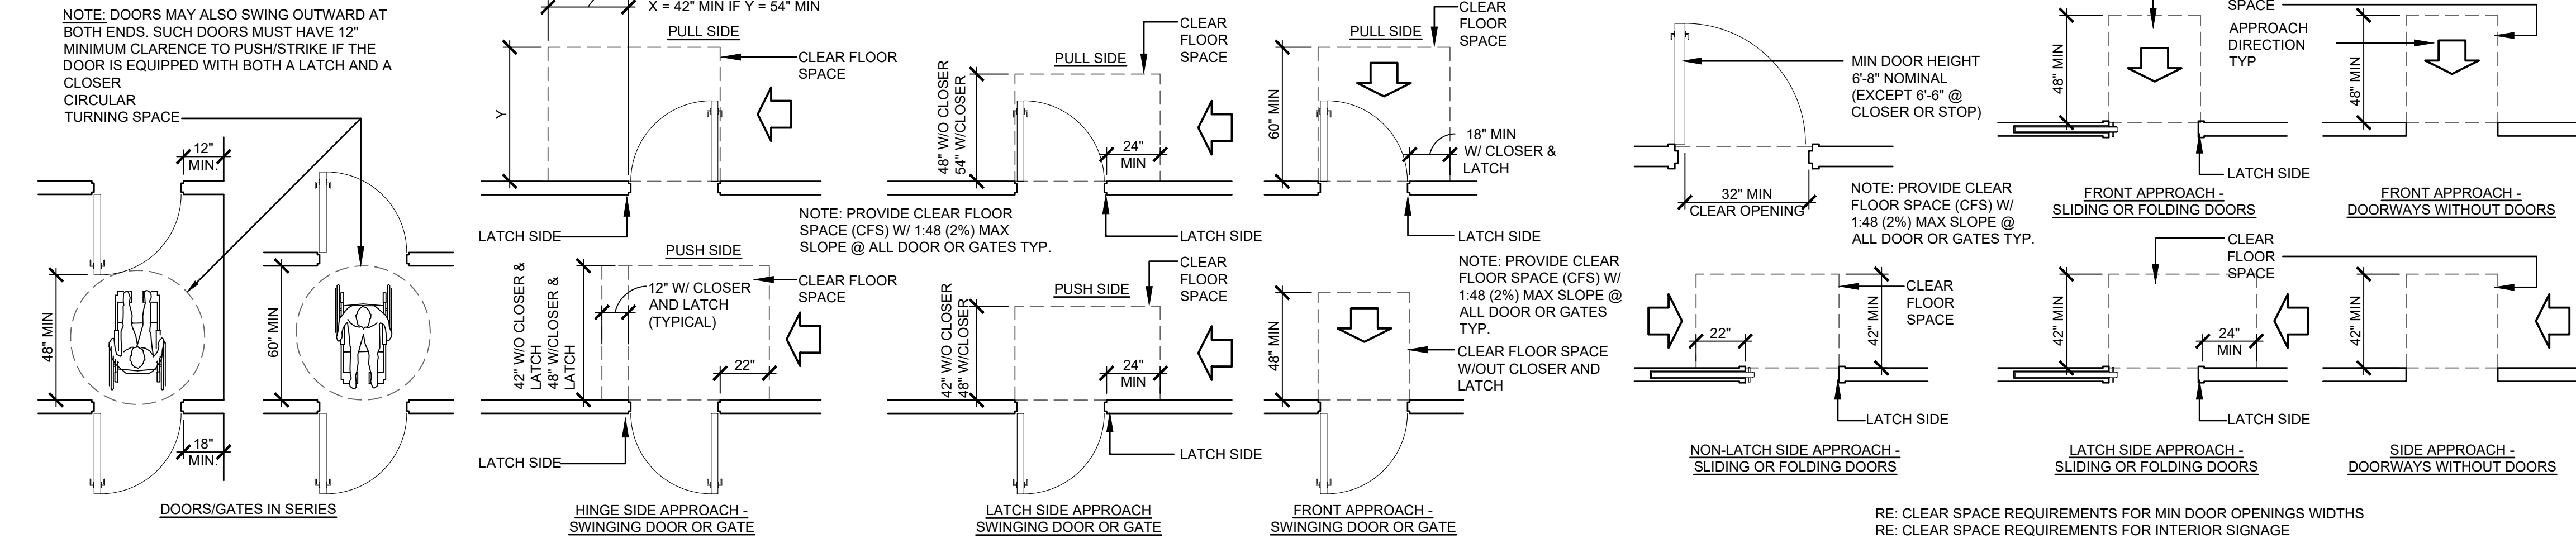 NOTE: DOORS MAY ALSO SWING OUTWARD AT
BOTH ENDS. SUCH DOORS MUST HAVE 12"
MINIMUM CLARENCE TO PUSH/STRIKE IF THE
DOOR IS EQUIPPED WITH BOTH A LATCH AND A
CLOSER
CIRCULAR
TURNING SPACE
12"
MIN.
48" MIN
60" MIN
18"
MIN.
DOORS/GATES IN SERIES
X = 42" MIN IF Y = 54" MIN
PULL SIDE
CLEAR FLOOR
SPACE
Y
LATCH SIDE
NOTE: PROVIDE CLEAR FLOOR
SPACE (CFS) W/ 1:48 (2%) MAX
SLOPE @ ALL DOOR OR GATES TYP.
PUSH SIDE
42" W/O CLOSER &
LATCH
48" W/CLOSER &
LATCH
12" W/ CLOSER
AND LATCH
(TYPICAL)
CLEAR FLOOR
SPACE
22"
LATCH SIDE
HINGE SIDE APPROACH -
SWINGING DOOR OR GATE
CLEAR
FLOOR
SPACE
PULL SIDE
48" W/O CLOSER
54" W/CLOSER
24"
MIN
LATCH SIDE
CLEAR
FLOOR
SPACE
PUSH SIDE
42" W/O CLOSER
48" W/CLOSER
24"
MIN
LATCH SIDE
LATCH SIDE APPROACH
SWINGING DOOR OR GATE
CLEAR
FLOOR
SPACE
PULL SIDE
60" MIN
18" MIN
W/ CLOSER &
LATCH
LATCH SIDE
NOTE: PROVIDE CLEAR
FLOOR SPACE (CFS) W/
1:48 (2%) MAX SLOPE @
ALL DOOR OR GATES
TYP.
48" MIN
CLEAR FLOOR SPACE
W/OUT CLOSER AND
LATCH
FRONT APPROACH -
SWINGING DOOR OR GATE
MIN DOOR HEIGHT
6'-8" NOMINAL
(EXCEPT 6'-6" @
CLOSER OR STOP)
32" MIN
CLEAR OPENING
NOTE: PROVIDE CLEAR
FLOOR SPACE (CFS) W/
1:48 (2%) MAX SLOPE @
ALL DOOR OR GATES TYP.
48" MIN
LATCH SIDE
FRONT APPROACH -
SLIDING OR FOLDING DOORS
SPACE
APPROACH
DIRECTION
TYP
48" MIN
FRONT APPROACH -
DOORWAYS WITHOUT DOORS
22"
42" MIN
CLEAR
FLOOR
SPACE
LATCH SIDE
NON-LATCH SIDE APPROACH -
SLIDING OR FOLDING DOORS
CLEAR
FLOOR
SPACE
42" MIN
24"
MIN
LATCH SIDE
LATCH SIDE APPROACH -
SLIDING OR FOLDING DOORS
42" MIN
SIDE APPROACH -
DOORWAYS WITHOUT DOORS
RE: CLEAR SPACE REQUIREMENTS FOR MIN DOOR OPENINGS WIDTHS
RE: CLEAR SPACE REQUIREMENTS FOR INTERIOR SIGNAGE